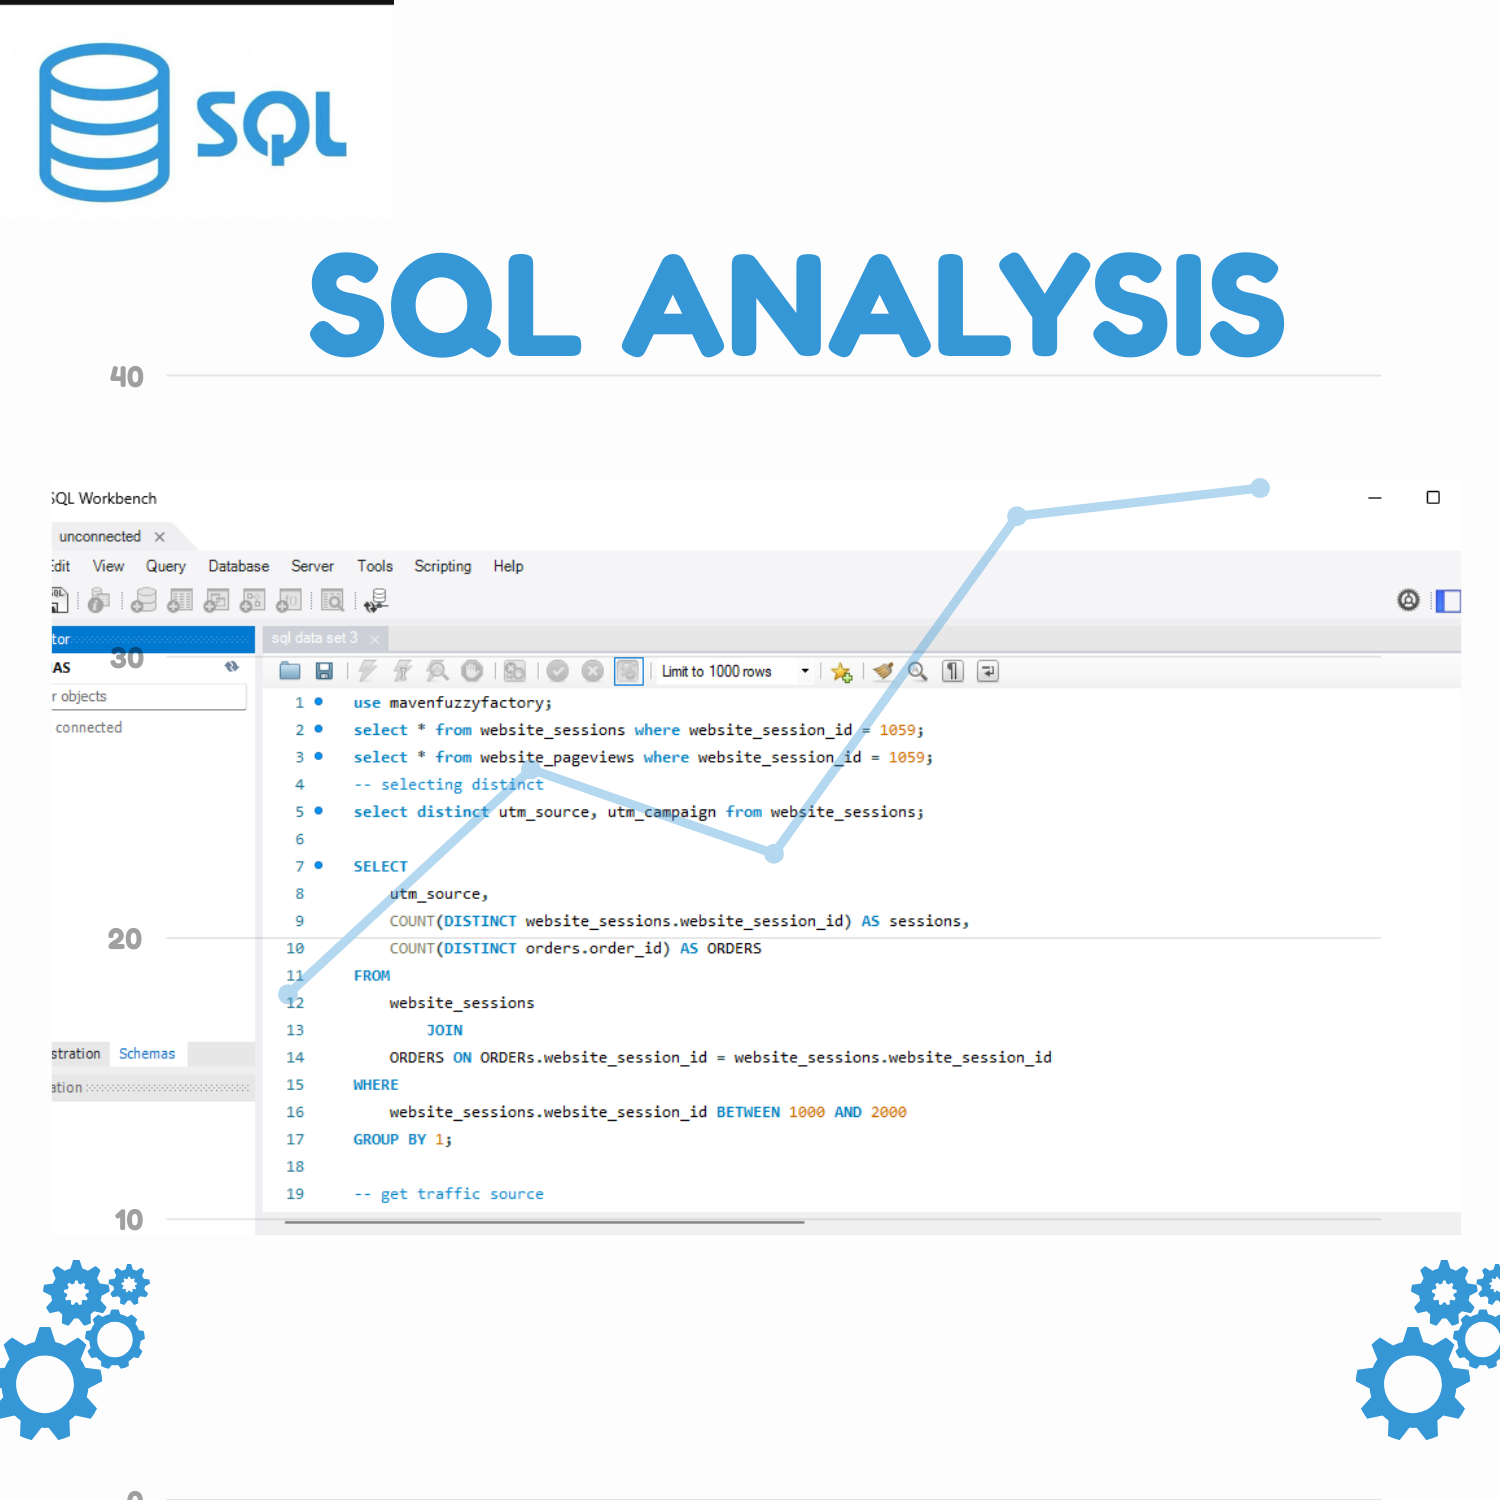 SQL
SQL ANALYSIS
40
SQL Workbench
unconnected
Edit View Query Database Server Tools Scripting Help
tor
sql data set 3
30
AS
Limit to 1000 rows
r objects
connected
1 use mavenfuzzyfactory;
2 select * from website_sessions where website_session_id = 1059;
3 select * from website_pageviews where website_session_id = 1059;
4 -- selecting distinct
5 select distinct utm_source, utm_campaign from website_sessions;
6
7 SELECT
8 utm_source,
9 COUNT(DISTINCT website_sessions.website_session_id) AS sessions,
20
10 COUNT(DISTINCT orders.order_id) AS ORDERS
11 FROM
12 website_sessions
13 JOIN
14 ORDERS ON ORDERs.website_session_id = website_sessions.website_session_id
stration Schemas
15 WHERE
ation
16 website_sessions.website_session_id BETWEEN 1000 AND 2000
17 GROUP BY 1;
18
19 -- get traffic source
10
0